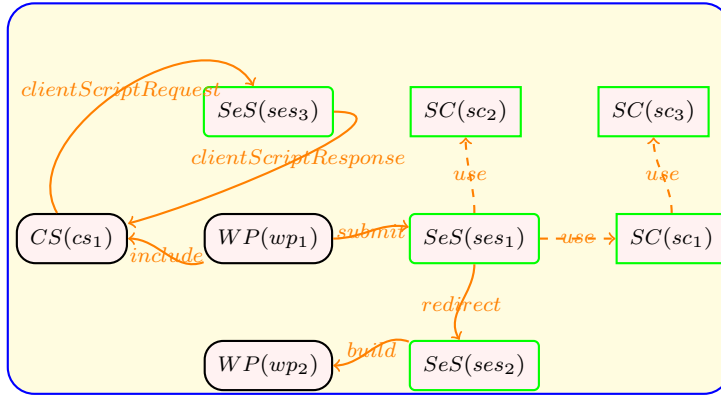 clientScriptRequest
SeS(ses₃)
SC(sc₂)
SC(sc₃)
clientScriptResponse
use
use
CS(cs₁)
WP(wp₁)
submit
SeS(ses₁)
use
SC(sc₁)
include
redirect
build
WP(wp₂)
SeS(ses₂)